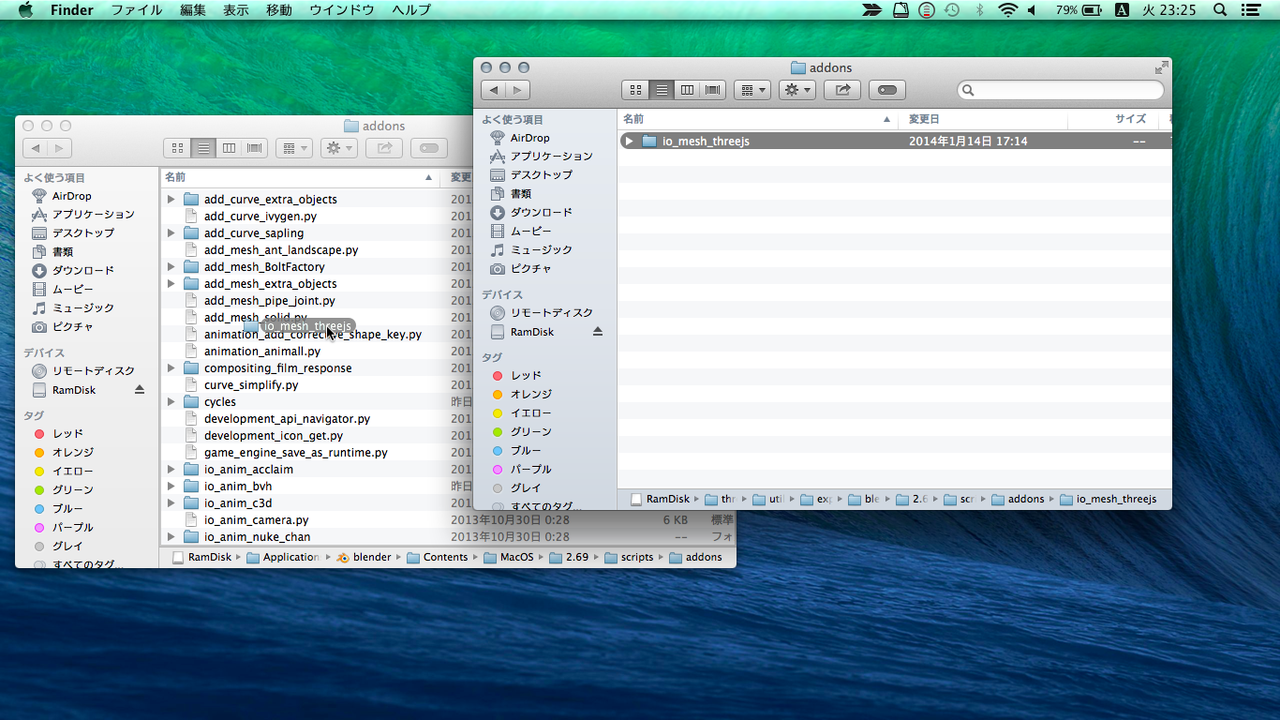 Finder ファイル 編集 表示 移動 ウインドウ ヘルプ 79% A 火 23:25
addons
よく使う項目
AirDrop
アプリケーション
デスクトップ
書類
ダウンロード
ムービー
ミュージック
ピクチャ
デバイス
リモートディスク
RamDisk
タグ
レッド
オレンジ
イエロー
グリーン
ブルー
パープル
グレイ
すべてのタグ...
名前 変更
add_curve_extra_objects 201
add_curve_ivygen.py 201
add_curve_sapling 201
add_mesh_ant_landscape.py 201
add_mesh_BoltFactory 201
add_mesh_extra_objects 201
add_mesh_pipe_joint.py 201
add_mesh_solid.py 201
io_mesh_threejs
animation_add_corrective_shape_key.py 201
animation_animall.py 201
compositing_film_response 201
curve_simplify.py 201
cycles 昨日
development_api_navigator.py 201
development_icon_get.py 201
game_engine_save_as_runtime.py 201
io_anim_acclaim 昨日
io_anim_bvh 昨日
io_anim_c3d 昨日
io_anim_camera.py 2013年10月30日 0:28 6 KB 標準
io_anim_nuke_chan 2013年10月30日 0:28 -- フォ
RamDisk Application blender Contents MacOS 2.69 scripts addons
addons
よく使う項目
AirDrop
アプリケーション
デスクトップ
書類
ダウンロード
ムービー
ミュージック
ピクチャ
デバイス
リモートディスク
RamDisk
タグ
レッド
オレンジ
イエロー
グリーン
ブルー
パープル
グレイ
すべてのタグ...
名前 変更日 サイズ
io_mesh_threejs 2014年1月14日 17:14 --
RamDisk thr util exp ble 2.6 scr addons io_mesh_threejs